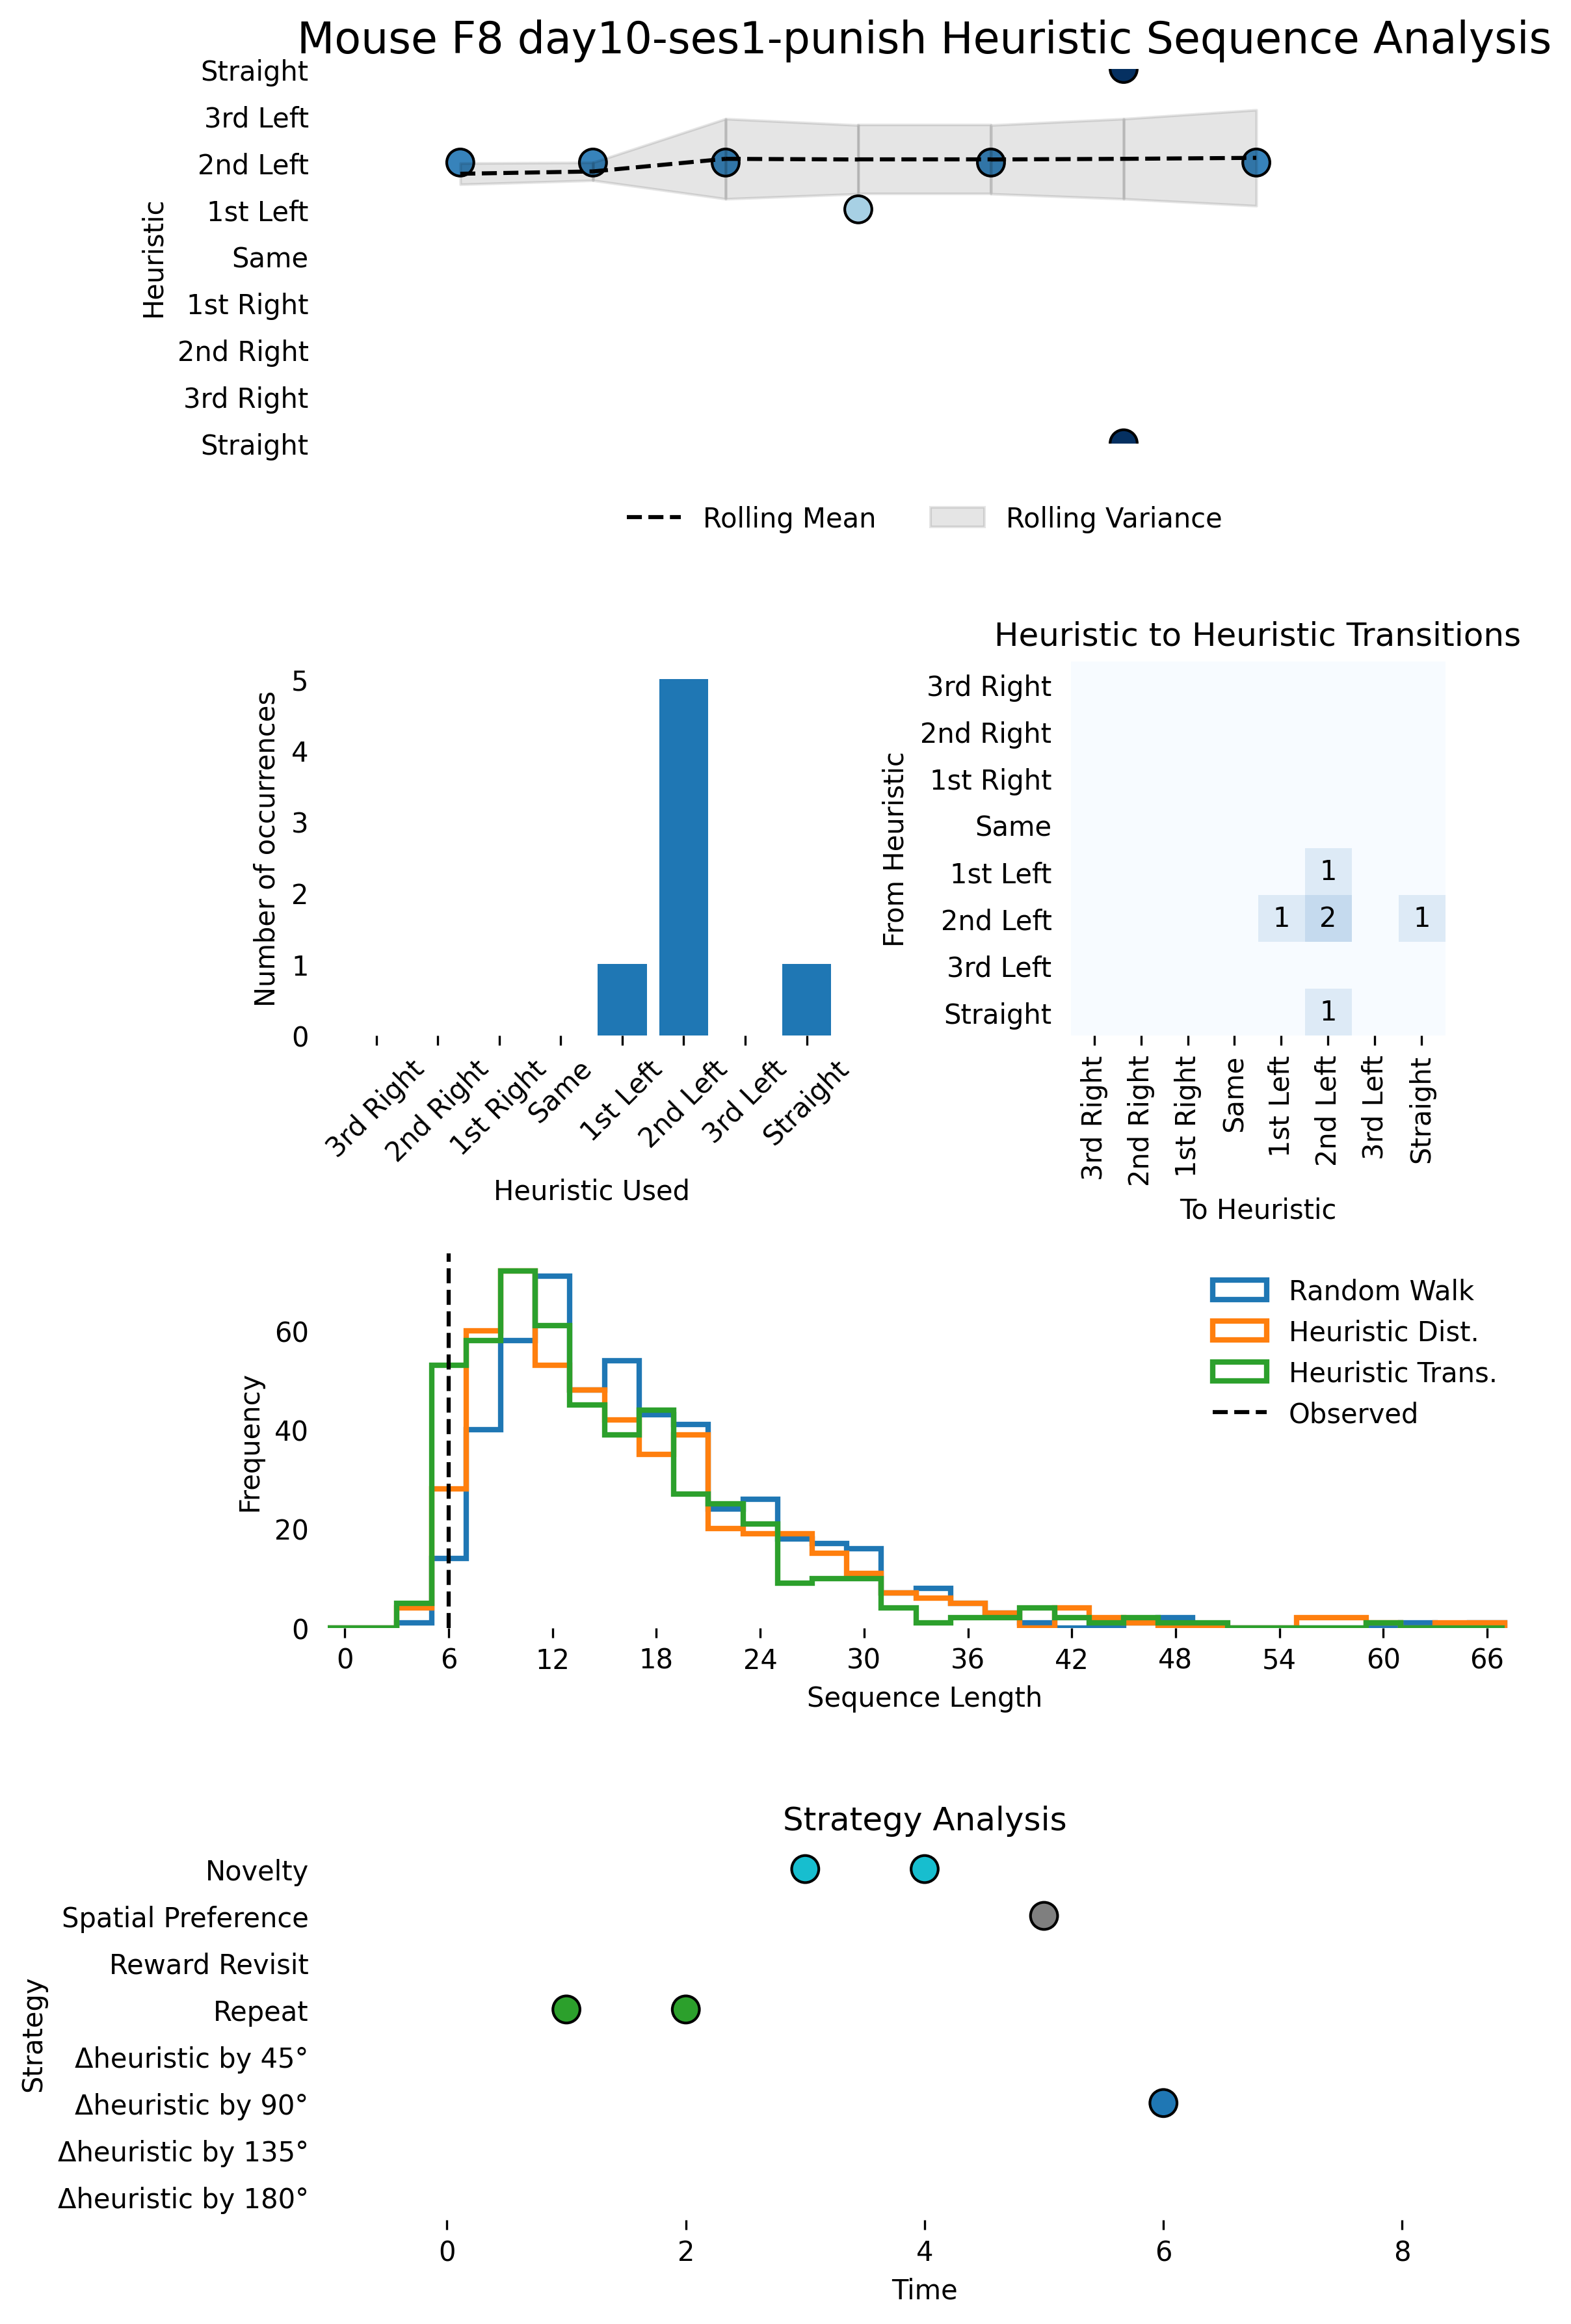 Mouse F8 day10-ses1-punish Heuristic Sequence Analysis
Straight
3rd Left
2nd Left
1st Left
Same
1st Right
2nd Right
3rd Right
Straight
Heuristic
Rolling Mean
Rolling Variance
Number of occurrences
5
4
3
2
1
0
3rd Right
2nd Right
1st Right
Same
1st Left
2nd Left
3rd Left
Straight
Heuristic Used
Heuristic to Heuristic Transitions
From Heuristic
3rd Right
2nd Right
1st Right
Same
1st Left
2nd Left
3rd Left
Straight
1
1 2 1
1
3rd Right
2nd Right
1st Right
Same
1st Left
2nd Left
3rd Left
Straight
To Heuristic
Frequency
60
40
20
0
0 6 12 18 24 30 36 42 48 54 60 66
Sequence Length
Random Walk
Heuristic Dist.
Heuristic Trans.
Observed
Strategy Analysis
Strategy
Novelty
Spatial Preference
Reward Revisit
Repeat
Δheuristic by 45°
Δheuristic by 90°
Δheuristic by 135°
Δheuristic by 180°
0 2 4 6 8
Time